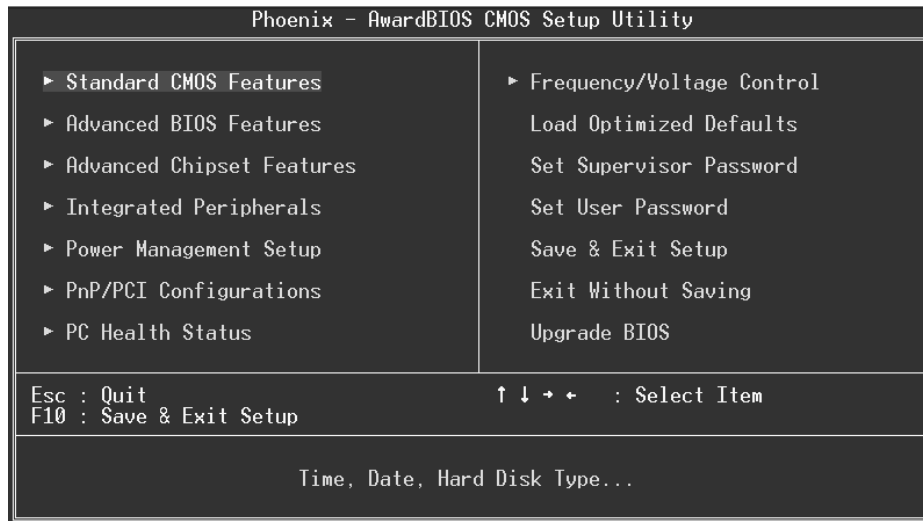 Phoenix - AwardBIOS CMOS Setup Utility
► Standard CMOS Features
► Advanced BIOS Features
► Advanced Chipset Features
► Integrated Peripherals
► Power Management Setup
► PnP/PCI Configurations
► PC Health Status
► Frequency/Voltage Control
Load Optimized Defaults
Set Supervisor Password
Set User Password
Save & Exit Setup
Exit Without Saving
Upgrade BIOS
Esc : Quit
F10 : Save & Exit Setup
↑ ↓ → ← : Select Item
Time, Date, Hard Disk Type...